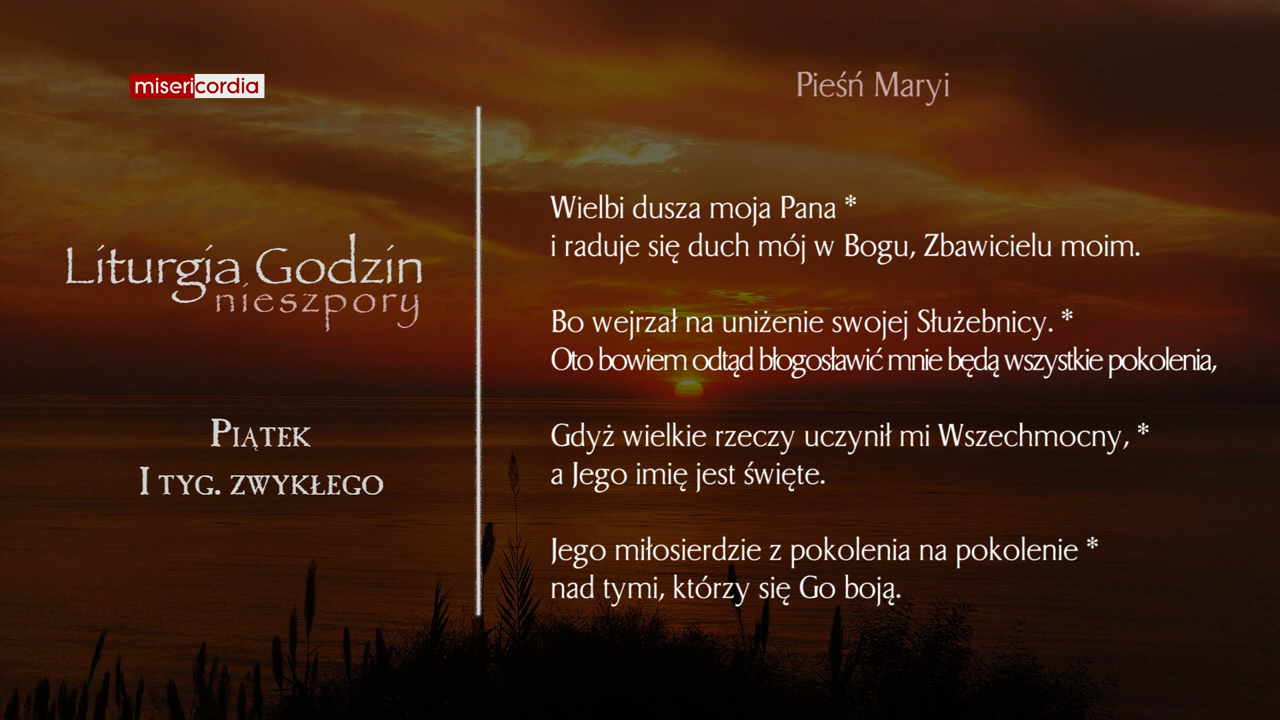 misericordia
Liturgia Godzin
nieszpory
Piątek
I tyg. zwykłego
Pieśń Maryi
Wielbi dusza moja Pana *
i raduje się duch mój w Bogu, Zbawicielu moim.
Bo wejrzał na uniżenie swojej Służebnicy. *
Oto bowiem odtąd błogosławić mnie będą wszystkie pokolenia,
Gdyż wielkie rzeczy uczynił mi Wszechmocny, *
a Jego imię jest święte.
Jego miłosierdzie z pokolenia na pokolenie *
nad tymi, którzy się Go boją.